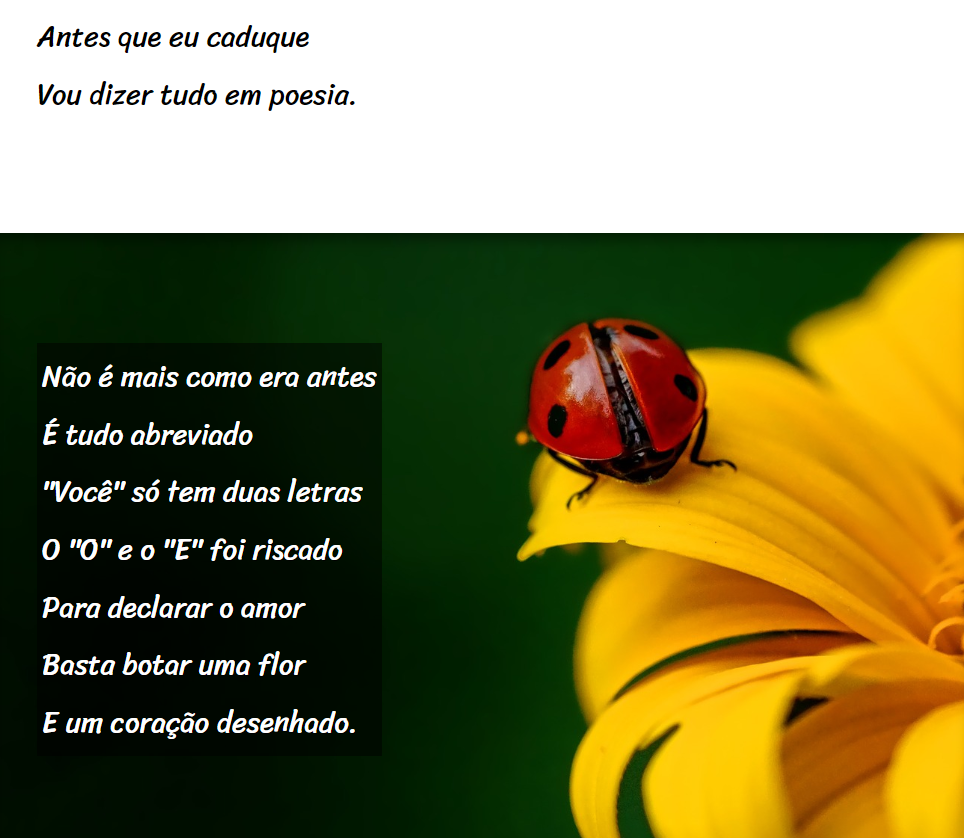 Antes que eu caduque
Vou dizer tudo em poesia.
Não é mais como era antes
É tudo abreviado
"Você" só tem duas letras
O "O" e o "E" foi riscado
Para declarar o amor
Basta botar uma flor
E um coração desenhado.